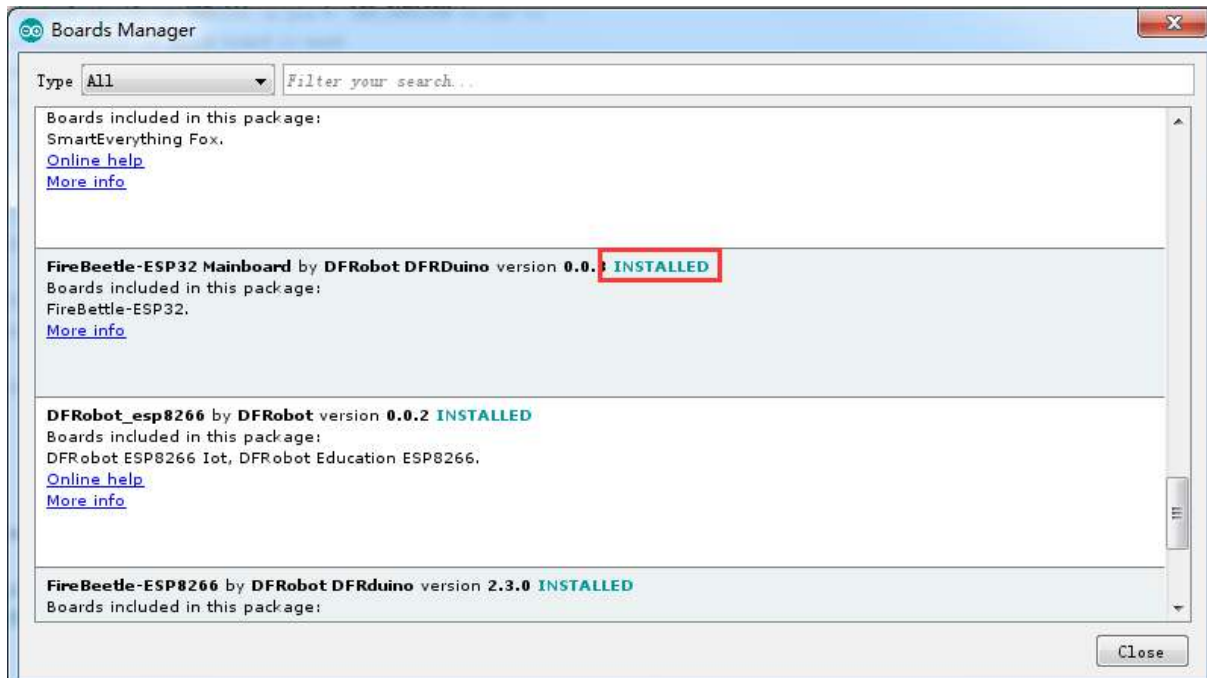 Boards Manager
Type All Filter your search...
Boards included in this package:
SmartEverything Fox.
Online help
More info
FireBeetle-ESP32 Mainboard by DFRobot DFRDuino version 0.0.3 INSTALLED
Boards included in this package:
FireBettle-ESP32.
More info
DFRobot_esp8266 by DFRobot version 0.0.2 INSTALLED
Boards included in this package:
DFRobot ESP8266 Iot, DFRobot Education ESP8266.
Online help
More info
FireBeetle-ESP8266 by DFRobot DFRduino version 2.3.0 INSTALLED
Boards included in this package:
Close